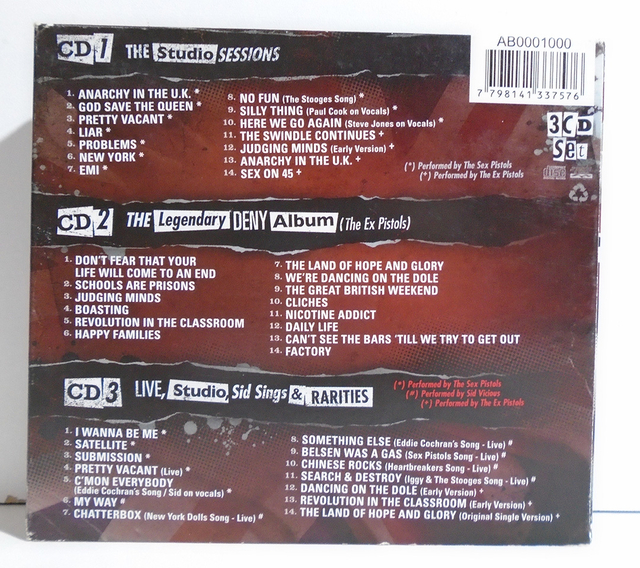 AB0001000
7 798141 337576
3CD
Set
CD 1 THE Studio SESSIONS
1. ANARCHY IN THE U.K. *
2. GOD SAVE THE QUEEN *
3. PRETTY VACANT *
4. LIAR *
5. PROBLEMS *
6. NEW YORK *
7. EMI *
8. NO FUN (The Stooges Song) *
9. SILLY THING (Paul Cook on Vocals) *
10. HERE WE GO AGAIN (Steve Jones on Vocals) *
11. THE SWINDLE CONTINUES +
12. JUDGING MINDS (Early Version) +
13. ANARCHY IN THE U.K. +
14. SEX ON 45 +
(*) Performed by The Sex Pistols
(+) Performed by The Ex Pistols
CD 2 THE Legendary DENY Album (The Ex Pistols)
1. DON'T FEAR THAT YOUR
LIFE WILL COME TO AN END
2. SCHOOLS ARE PRISONS
3. JUDGING MINDS
4. BOASTING
5. REVOLUTION IN THE CLASSROOM
6. HAPPY FAMILIES
7. THE LAND OF HOPE AND GLORY
8. WE'RE DANCING ON THE DOLE
9. THE GREAT BRITISH WEEKEND
10. CLICHES
11. NICOTINE ADDICT
12. DAILY LIFE
13. CAN'T SEE THE BARS 'TILL WE TRY TO GET OUT
14. FACTORY
CD 3 LIVE, Studio, Sid Sings & RARITIES
(*) Performed by The Sex Pistols
(#) Performed by Sid Vicious
(+) Performed by The Ex Pistols
1. I WANNA BE ME *
2. SATELLITE *
3. SUBMISSION *
4. PRETTY VACANT (Live) *
5. C'MON EVERYBODY
(Eddie Cochran's Song / Sid on vocals) *
6. MY WAY #
7. CHATTERBOX (New York Dolls Song - Live) #
8. SOMETHING ELSE (Eddie Cochran's Song - Live) #
9. BELSEN WAS A GAS (Sex Pistols Song - Live) #
10. CHINESE ROCKS (Heartbreakers Song - Live) #
11. SEARCH & DESTROY (Iggy & The Stooges Song - Live) #
12. DANCING ON THE DOLE (Early Version) +
13. REVOLUTION IN THE CLASSROOM (Early Version) +
14. THE LAND OF HOPE AND GLORY (Original Single Version) +